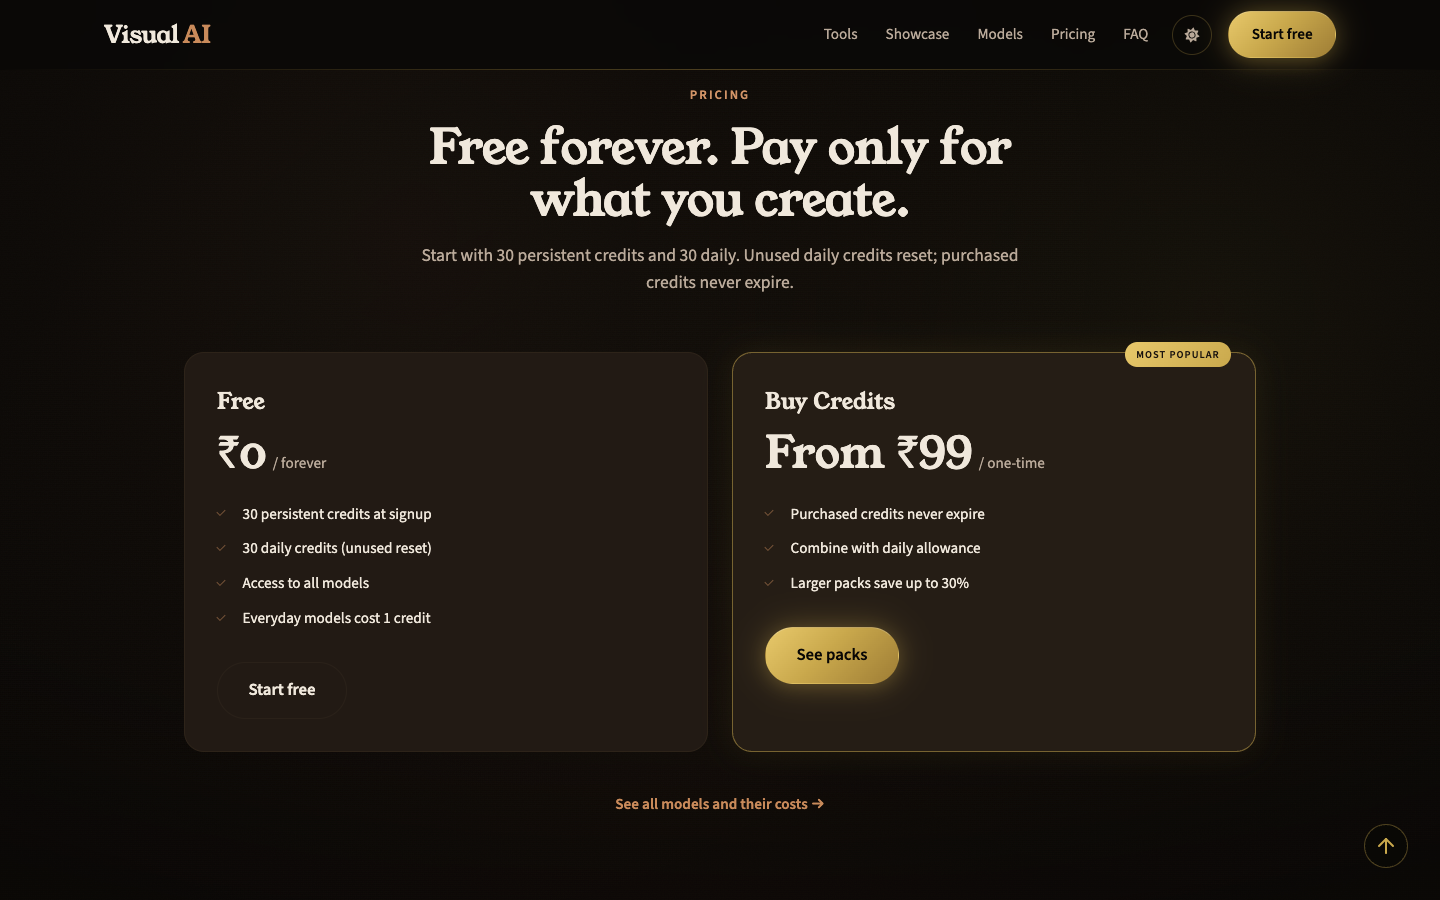 Visual AI
Tools
Showcase
Models
Pricing
FAQ
Start free
PRICING
Free forever. Pay only for
what you create.
Start with 30 persistent credits and 30 daily. Unused daily credits reset; purchased
credits never expire.
Free
₹0 / forever
30 persistent credits at signup
30 daily credits (unused reset)
Access to all models
Everyday models cost 1 credit
Start free
MOST POPULAR
Buy Credits
From ₹99 / one-time
Purchased credits never expire
Combine with daily allowance
Larger packs save up to 30%
See packs
See all models and their costs →